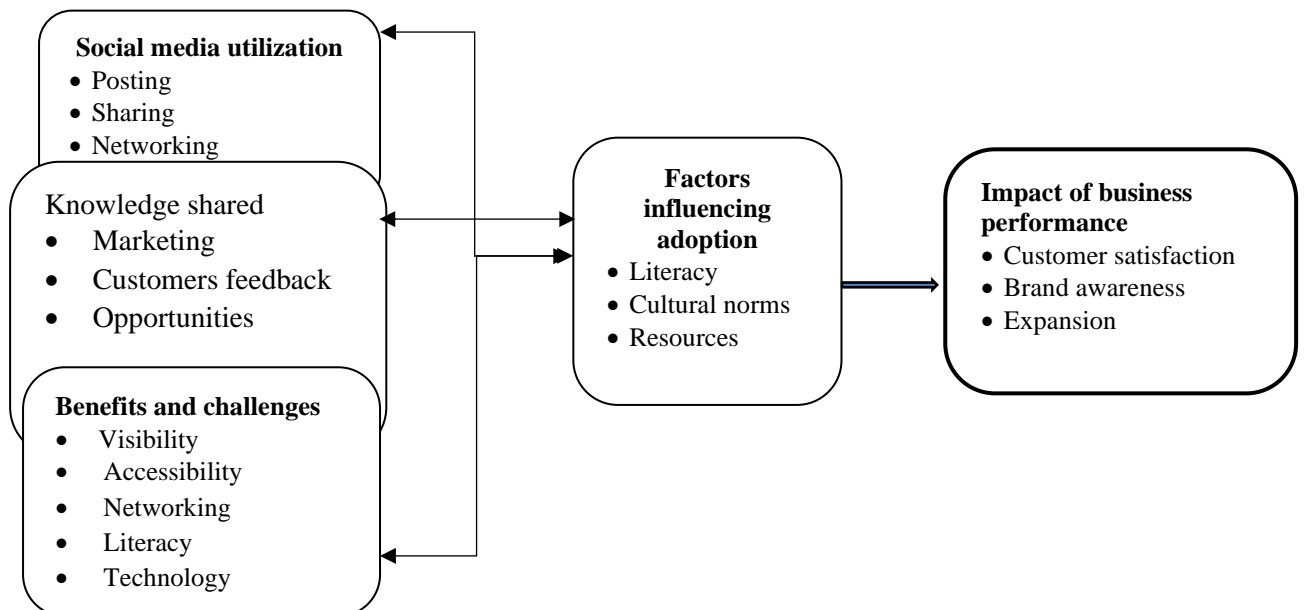 Social media utilization
• Posting
• Sharing
• Networking
Knowledge shared
• Marketing
• Customers feedback
• Opportunities
Benefits and challenges
• Visibility
• Accessibility
• Networking
• Literacy
• Technology
Factors
influencing
adoption
• Literacy
• Cultural norms
• Resources
Impact of business
performance
• Customer satisfaction
• Brand awareness
• Expansion